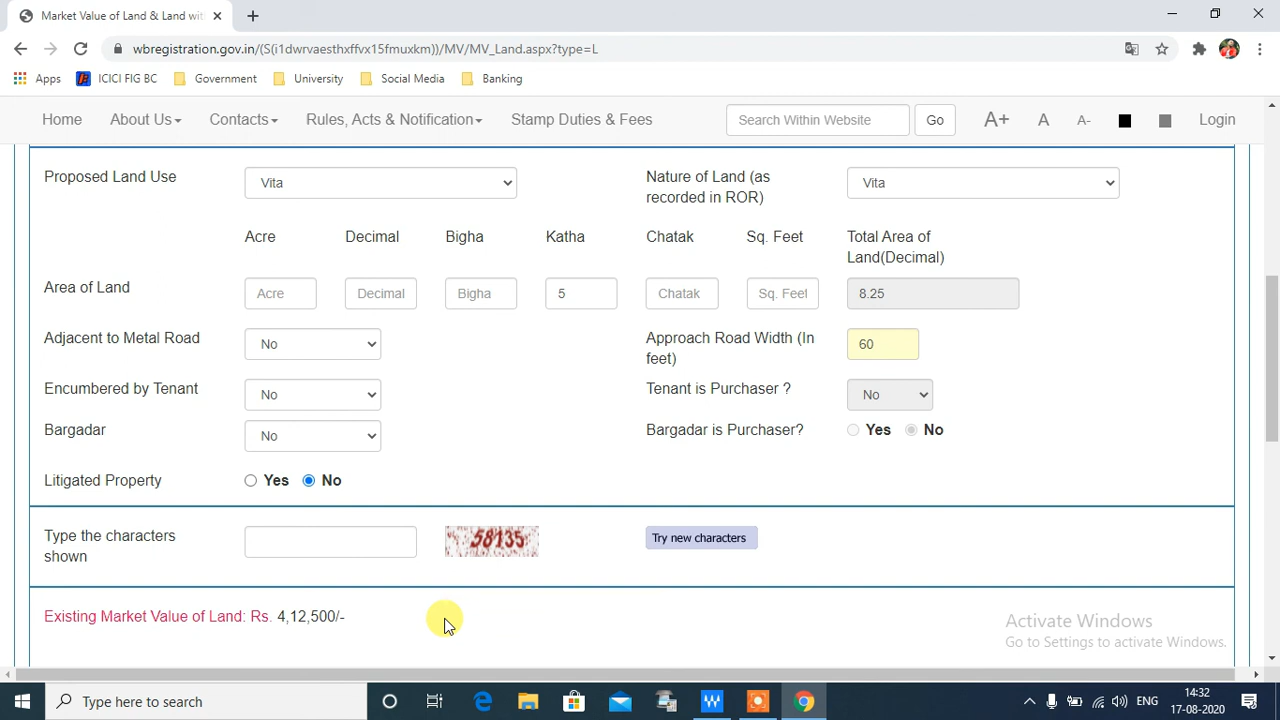 Market Value of Land & Land wit
wbregistration.gov.in/(S(i1dwrvaesthxffvx15fmuxkm))/MV/MV_Land.aspx?type=L
Apps ICICI FIG BC Government University Social Media Banking
Home About Us Contacts Rules, Acts & Notification Stamp Duties & Fees Search Within Website Go A+ A A- Login
Proposed Land Use Vita Nature of Land (as Vita
recorded in ROR)
Acre Decimal Bigha Katha Chatak Sq. Feet Total Area of
Land(Decimal)
Area of Land Acre Decimal Bigha 5 Chatak Sq. Feet 8.25
Adjacent to Metal Road No Approach Road Width (In 60
feet)
Encumbered by Tenant No Tenant is Purchaser ? No
Bargadar No Bargadar is Purchaser? Yes No
Litigated Property Yes No
Type the characters 58135 Try new characters
shown
Existing Market Value of Land: Rs. 4,12,500/-
Activate Windows
Go to Settings to activate Windows.
Type here to search ENG 14:32
17-08-2020